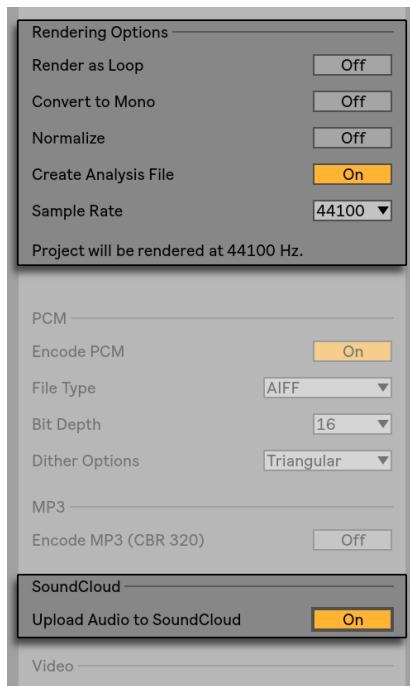 Rendering Options
Render as Loop Off
Convert to Mono Off
Normalize Off
Create Analysis File On
Sample Rate 44100
Project will be rendered at 44100 Hz.
PCM
Encode PCM On
File Type AIFF
Bit Depth 16
Dither Options Triangular
MP3
Encode MP3 (CBR 320) Off
SoundCloud
Upload Audio to SoundCloud On
Video